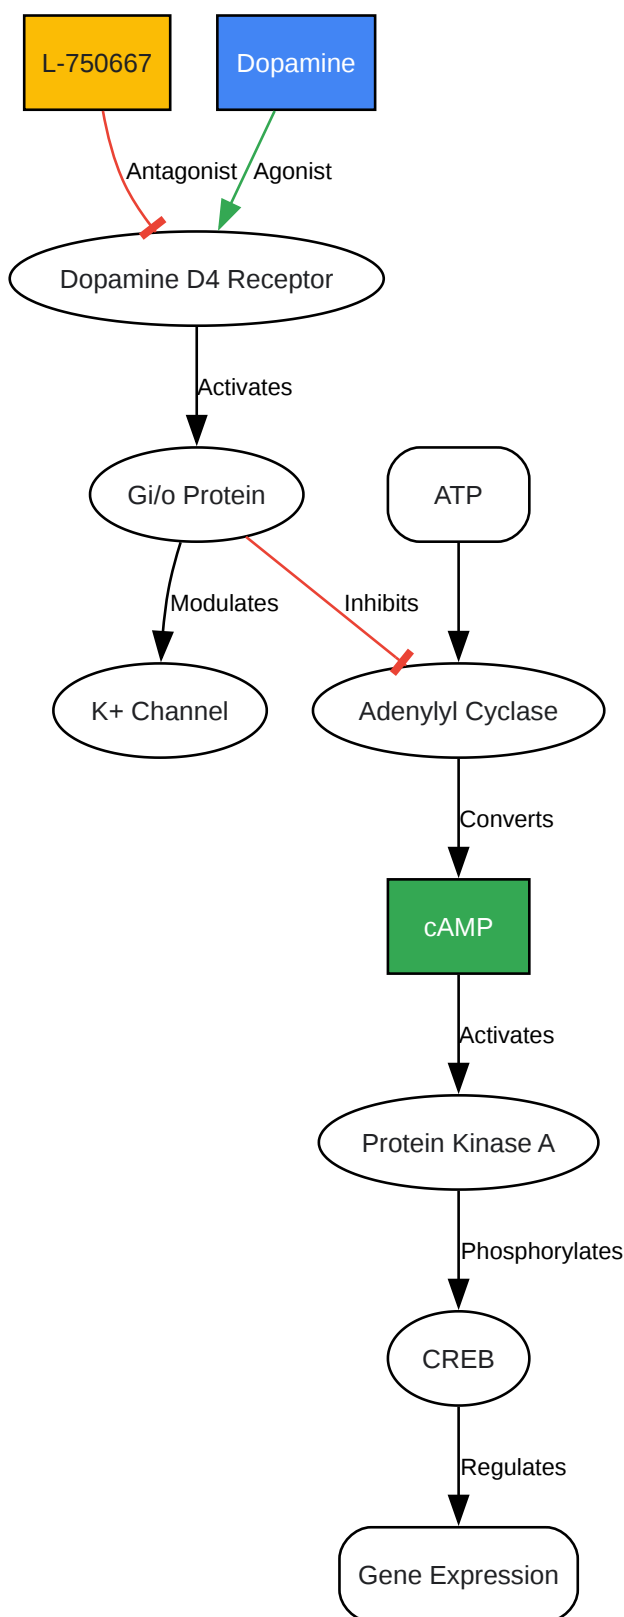 L-750667
Dopamine
Antagonist
Agonist
Dopamine D4 Receptor
Activates
Gi/o Protein
ATP
Modulates
Inhibits
K+ Channel
Adenylyl Cyclase
Converts
cAMP
Activates
Protein Kinase A
Phosphorylates
CREB
Regulates
Gene Expression